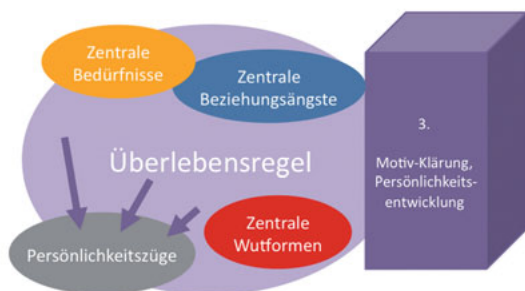 Zentrale
Bedürfnisse
Zentrale
Beziehungsängste
Überlebensregel
Zentrale
Wutformen
Persönlichkeitszüge
3.
Motiv-Klärung,
Persönlichkeits-
entwicklung